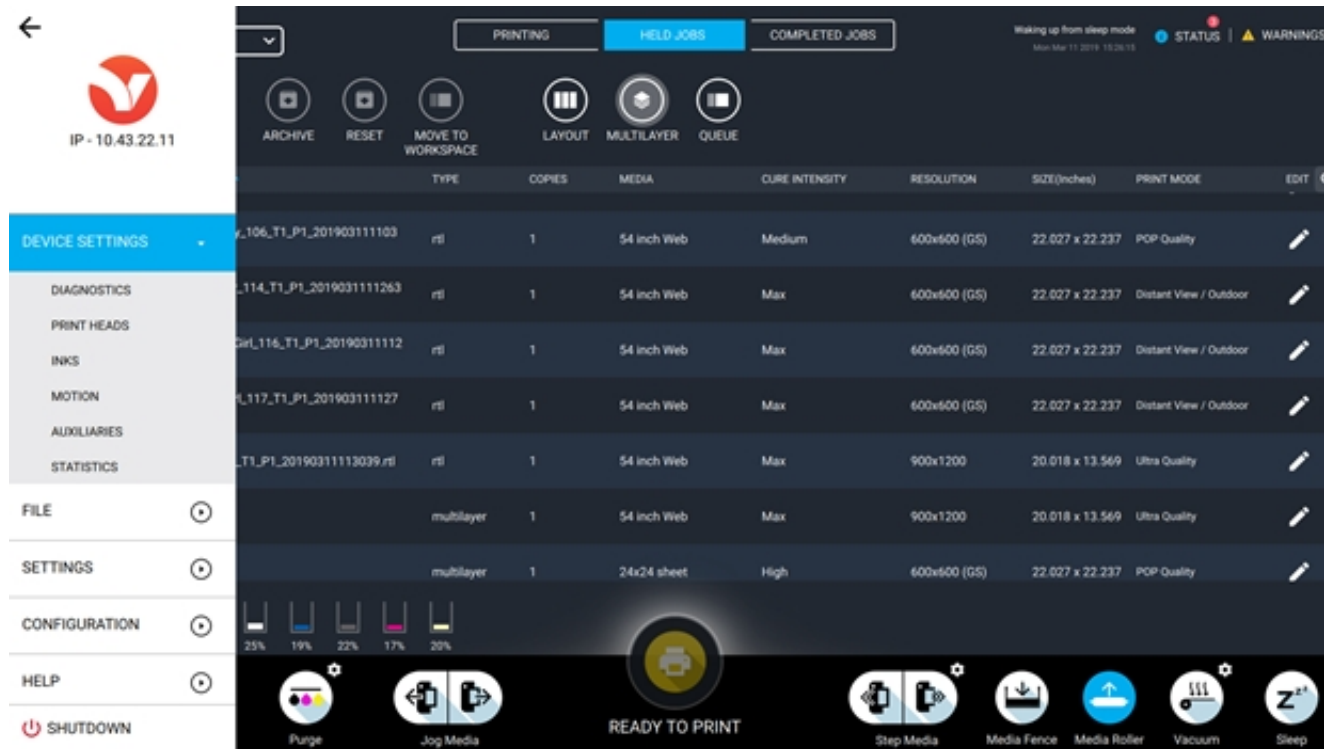 PRINTING HELD JOBS COMPLETED JOBS
Waking up from sleep mode
Mon Mar 11 2019 15:26:15
3
STATUS | WARNINGS
IP - 10.43.22.11
ARCHIVE RESET MOVE TO WORKSPACE LAYOUT MULTILAYER QUEUE
TYPE COPIES MEDIA CURE INTENSITY RESOLUTION SIZE(Inches) PRINT MODE EDIT
DEVICE SETTINGS
DIAGNOSTICS
PRINT HEADS
INKS
MOTION
AUXILIARIES
STATISTICS
FILE
SETTINGS
CONFIGURATION
HELP
SHUTDOWN
_106_T1_P1_201903111103 rtl 1 54 inch Web Medium 600x600 (GS) 22.027 x 22.237 POP Quality
_114_T1_P1_2019031111263 rtl 1 54 inch Web Max 600x600 (GS) 22.027 x 22.237 Distant View / Outdoor
Girl_116_T1_P1_20190311112 rtl 1 54 inch Web Max 600x600 (GS) 22.027 x 22.237 Distant View / Outdoor
_117_T1_P1_201903111127 rtl 1 54 inch Web Max 600x600 (GS) 22.027 x 22.237 Distant View / Outdoor
_T1_P1_20190311113039.rtl rtl 1 54 inch Web Max 900x1200 20.018 x 13.569 Ultra Quality
multilayer 1 54 inch Web Max 900x1200 20.018 x 13.569 Ultra Quality
multilayer 1 24x24 sheet High 600x600 (GS) 22.027 x 22.237 POP Quality
25% 19% 22% 17% 20%
Purge Jog Media READY TO PRINT Step Media Media Fence Media Roller Vacuum Sleep